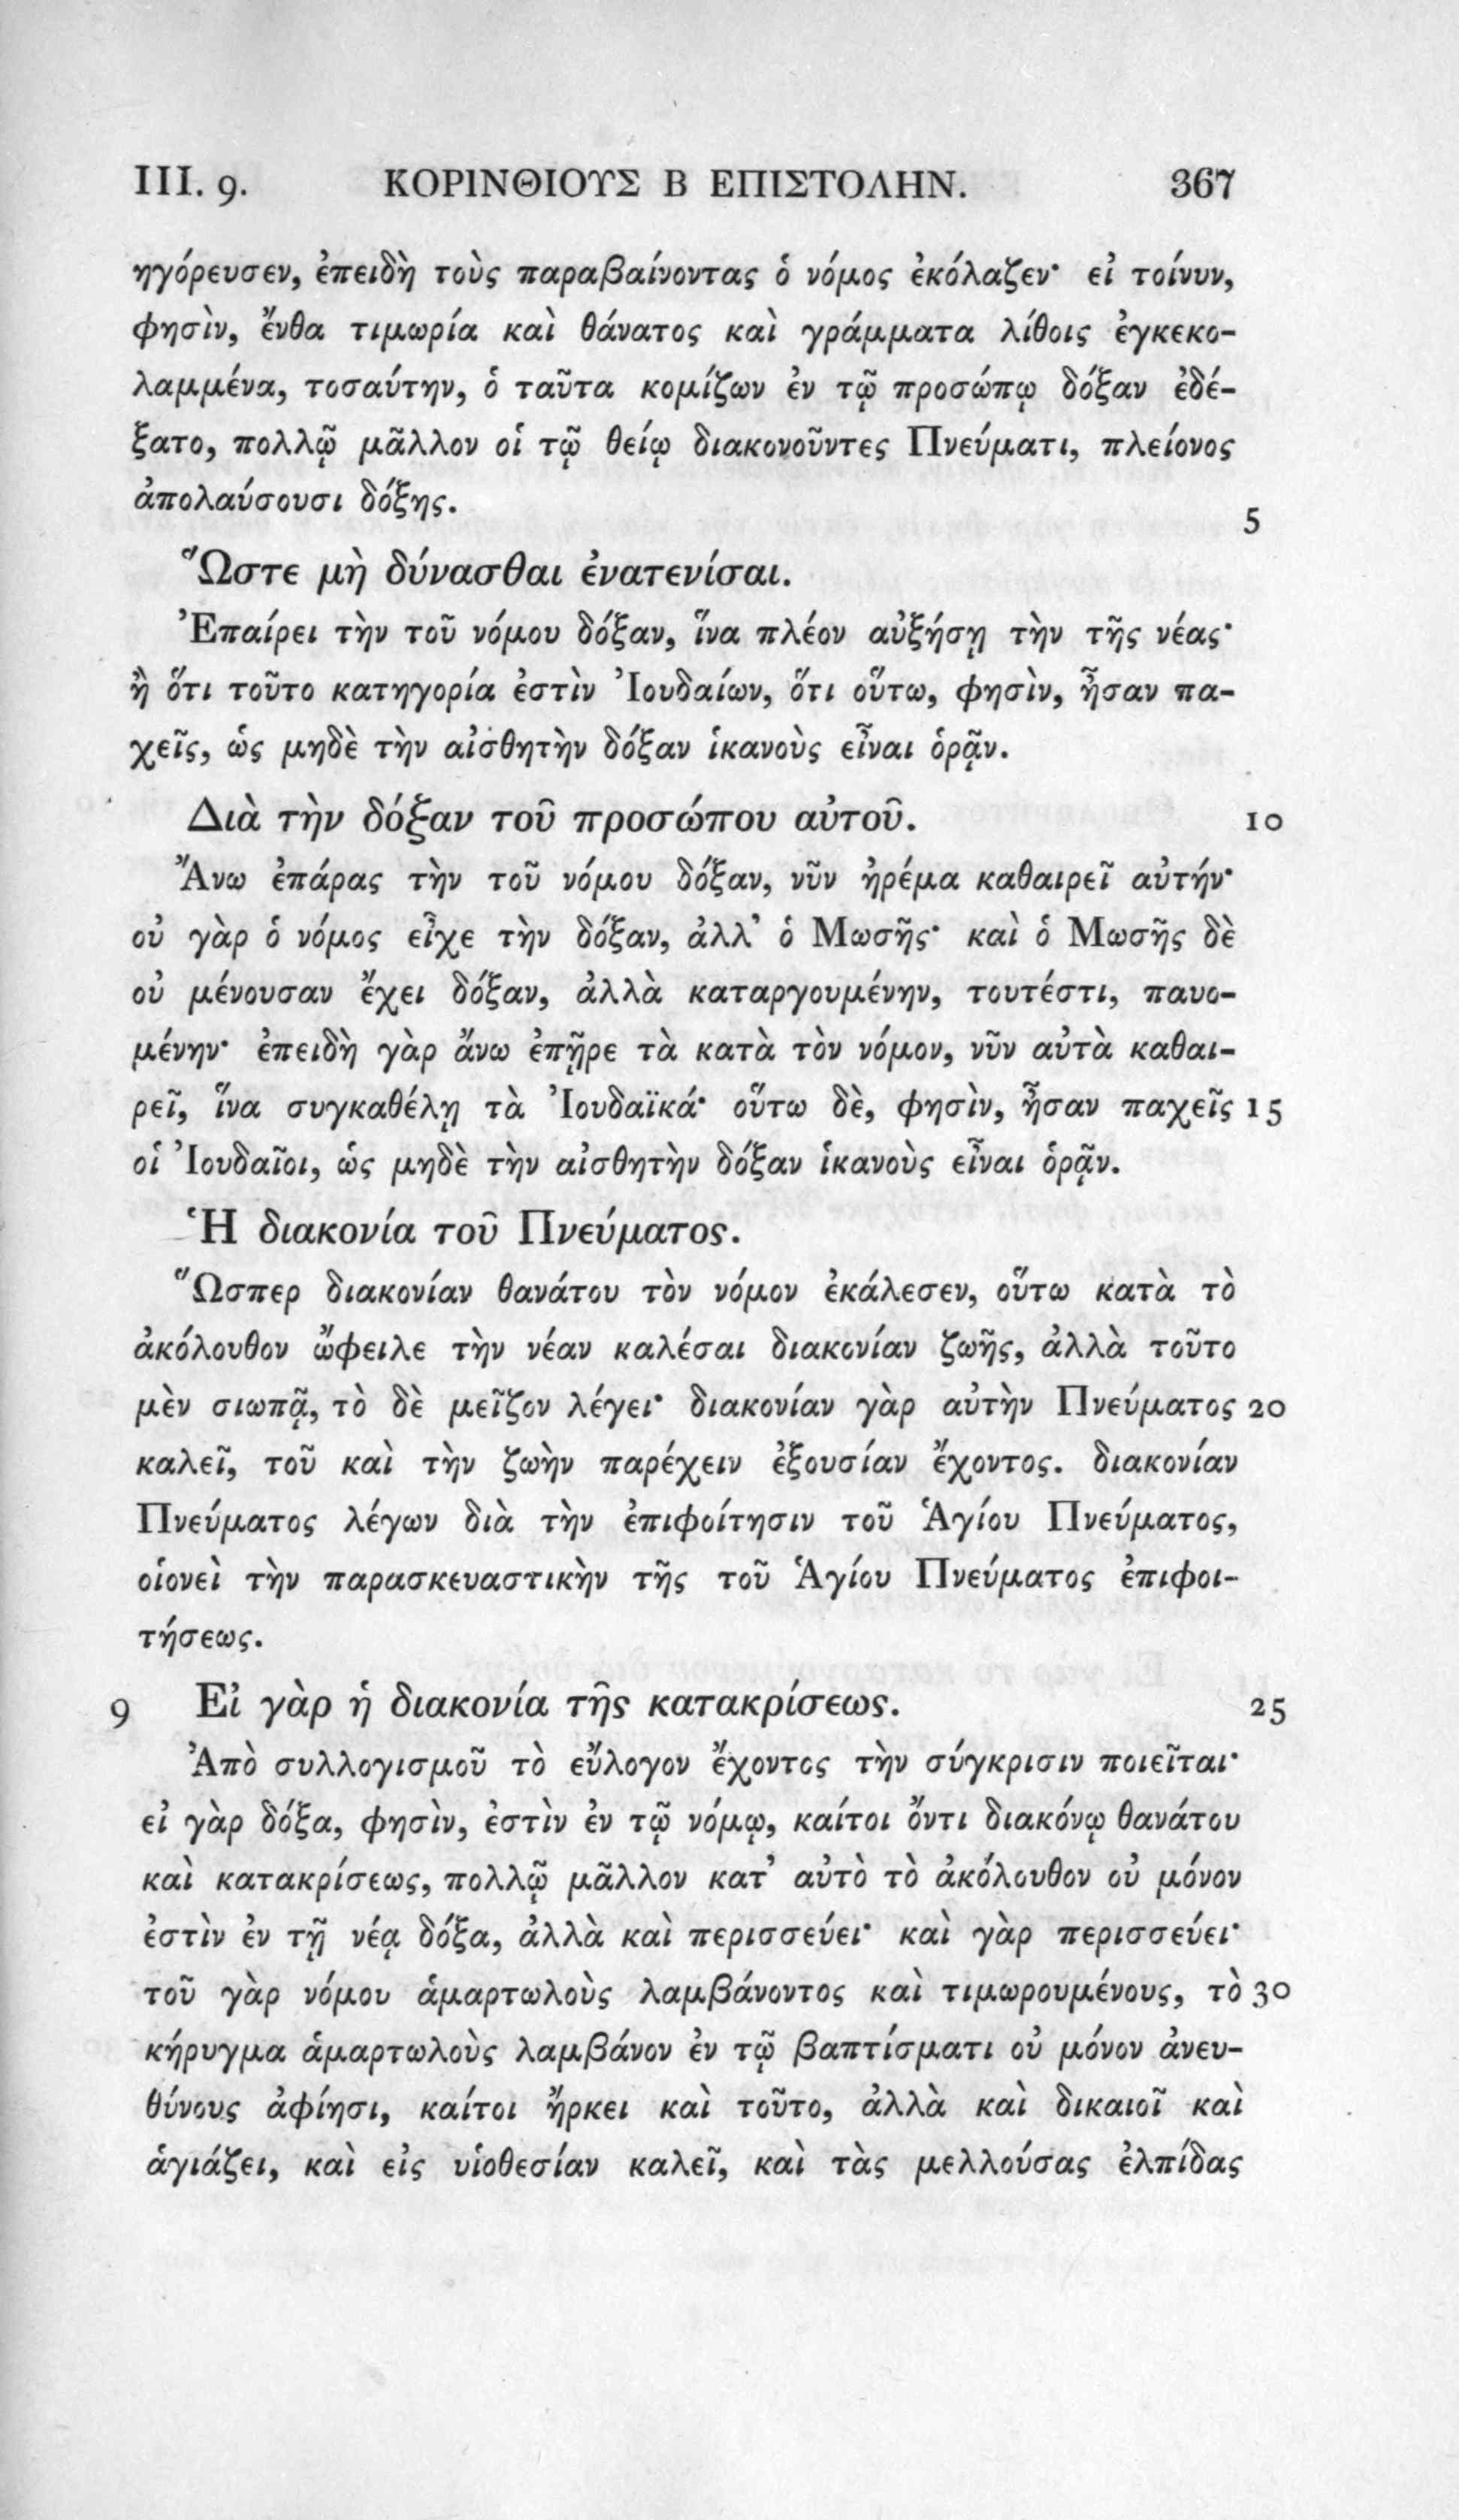 III. 9. ΚΟΡΙΝΘΙΟΥΣ Β ΕΠΙΣΤΟΛΗΝ. 367
ηγόρευσεν, ἐπειδὴ τοὺς παραβαίνοντας ὁ νόμος ἐκόλαζεν· εἰ τοίνυν,
φησὶν, ἔνθα τιμωρία καὶ θάνατος καὶ γράμματα λίθοις ἐγκεκο-
λαμμένα, τοσαύτην, ὁ ταῦτα κομίζων ἐν τῷ προσώπῳ δόξαν ἐδέ-
ξατο, πολλῷ μᾶλλον οἱ τῷ θείῳ διακονοῦντες Πνεύματι, πλείονος
ἀπολαύσουσι δόξης. 5
Ὥστε μὴ δύνασθαι ἐνατενίσαι.
Ἐπαίρει τὴν τοῦ νόμου δόξαν, ἵνα πλέον αὐξήσῃ τὴν τῆς νέας·
ἢ ὅτι τοῦτο κατηγορία ἐστὶν Ἰουδαίων, ὅτι οὕτω, φησὶν, ἦσαν πα-
χεῖς, ὡς μηδὲ τὴν αἰσθητὴν δόξαν ἱκανοὺς εἶναι ὁρᾷν.
Διὰ τὴν δόξαν τοῦ προσώπου αὐτοῦ. 10
Ἄνω ἐπάρας τὴν τοῦ νόμου δόξαν, νῦν ἠρέμα καθαιρεῖ αὐτήν·
οὐ γὰρ ὁ νόμος εἶχε τὴν δόξαν, ἀλλ’ ὁ Μωσῆς· καὶ ὁ Μωσῆς δὲ
οὐ μένουσαν ἔχει δόξαν, ἀλλὰ καταργουμένην, τουτέστι, παυο-
μένην· ἐπειδὴ γὰρ ἄνω ἐπῇρε τὰ κατὰ τὸν νόμον, νῦν αὐτὰ καθαι-
ρεῖ, ἵνα συγκαθέλῃ τὰ Ἰουδαϊκά· οὕτω δὲ, φησὶν, ἦσαν παχεῖς 15
οἱ Ἰουδαῖοι, ὡς μηδὲ τὴν αἰσθητὴν δόξαν ἱκανοὺς εἶναι ὁρᾷν.
Ἡ διακονία τοῦ Πνεύματος.
Ὥσπερ διακονίαν θανάτου τὸν νόμον ἐκάλεσεν, οὕτω κατὰ τὸ
ἀκόλουθον ὤφειλε τὴν νέαν καλέσαι διακονίαν ζωῆς, ἀλλὰ τοῦτο
μὲν σιωπᾷ, τὸ δὲ μεῖζον λέγει· διακονίαν γὰρ αὐτὴν Πνεύματος 20
καλεῖ, τοῦ καὶ τὴν ζωὴν παρέχειν ἐξουσίαν ἔχοντος. διακονίαν
Πνεύματος λέγων διὰ τὴν ἐπιφοίτησιν τοῦ Ἁγίου Πνεύματος,
οἱονεὶ τὴν παρασκευαστικὴν τῆς τοῦ Ἁγίου Πνεύματος ἐπιφοι-
τήσεως.
9 Εἰ γὰρ ἡ διακονία τῆς κατακρίσεως. 25
Ἀπὸ συλλογισμοῦ τὸ εὔλογον ἔχοντος τὴν σύγκρισιν ποιεῖται·
εἰ γὰρ δόξα, φησὶν, ἐστὶν ἐν τῷ νόμῳ, καίτοι ὄντι διακόνῳ θανάτου
καὶ κατακρίσεως, πολλῷ μᾶλλον κατ’ αὐτὸ τὸ ἀκόλουθον οὐ μόνον
ἐστὶν ἐν τῇ νέᾳ δόξα, ἀλλὰ καὶ περισσεύει· καὶ γὰρ περισσεύει·
τοῦ γὰρ νόμου ἁμαρτωλοὺς λαμβάνοντος καὶ τιμωρουμένους, τὸ 30
κήρυγμα ἁμαρτωλοὺς λαμβάνον ἐν τῷ βαπτίσματι οὐ μόνον ἀνευ-
θύνους ἀφίησι, καίτοι ἤρκει καὶ τοῦτο, ἀλλὰ καὶ δικαιοῖ καὶ
ἁγιάζει, καὶ εἰς υἱοθεσίαν καλεῖ, καὶ τὰς μελλούσας ἐλπίδας